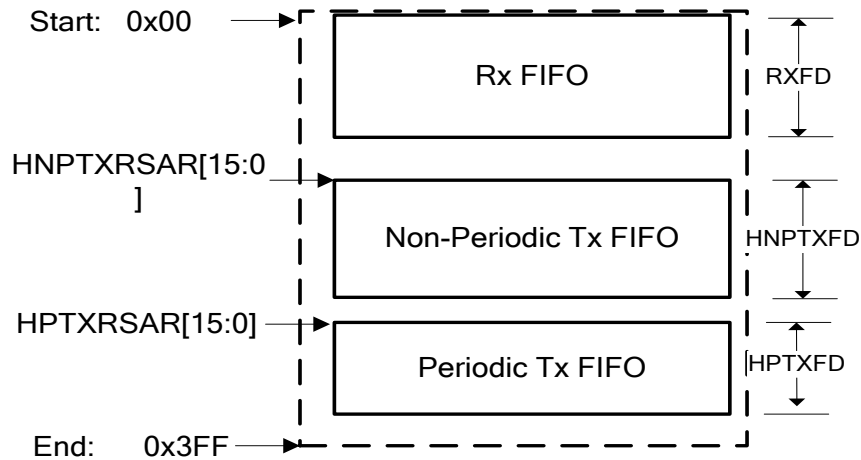 Start: 0x00
Rx FIFO
RXFD
HNPTXRSAR[15:0
]
Non-Periodic Tx FIFO
HNPTXFD
HPTXRSAR[15:0]
Periodic Tx FIFO
HPTXFD
End: 0x3FF